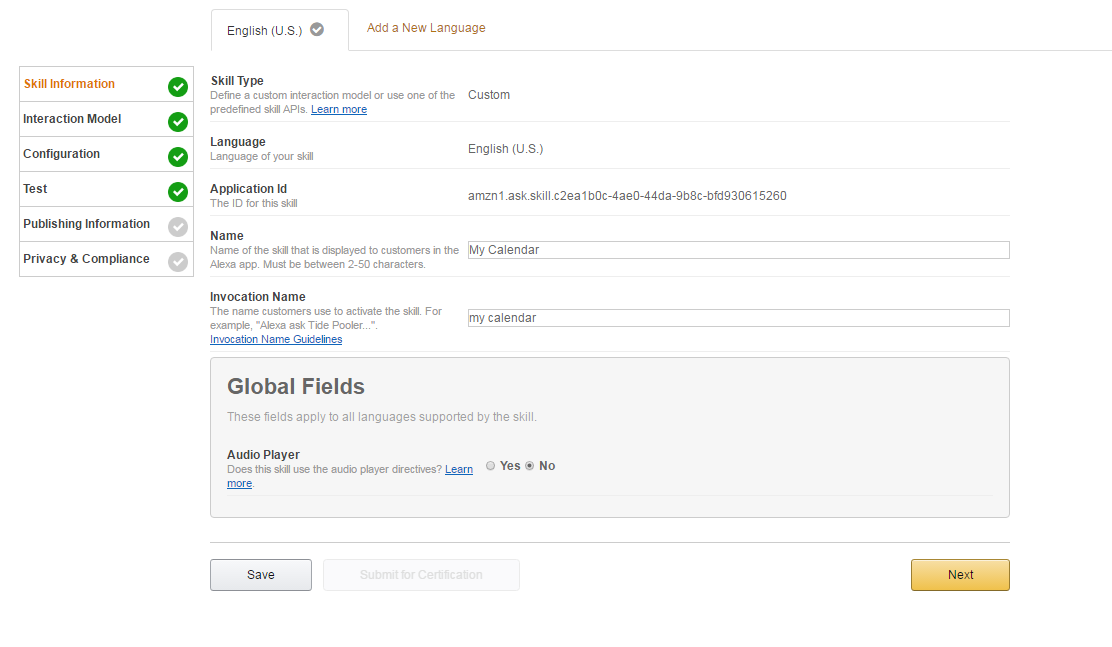 English (U.S.)
Add a New Language
Skill Information
Interaction Model
Configuration
Test
Publishing Information
Privacy & Compliance
Skill Type
Define a custom interaction model or use one of the
predefined skill APIs. Learn more
Custom
Language
Language of your skill
English (U.S.)
Application Id
The ID for this skill
amzn1.ask.skill.c2ea1b0c-4ae0-44da-9b8c-bfd930615260
Name
Name of the skill that is displayed to customers in the
Alexa app. Must be between 2-50 characters.
My Calendar
Invocation Name
The name customers use to activate the skill. For
example, "Alexa ask Tide Pooler...".
Invocation Name Guidelines
my calendar
Global Fields
These fields apply to all languages supported by the skill.
Audio Player
Does this skill use the audio player directives? Learn
more.
Yes No
Save
Submit for Certification
Next